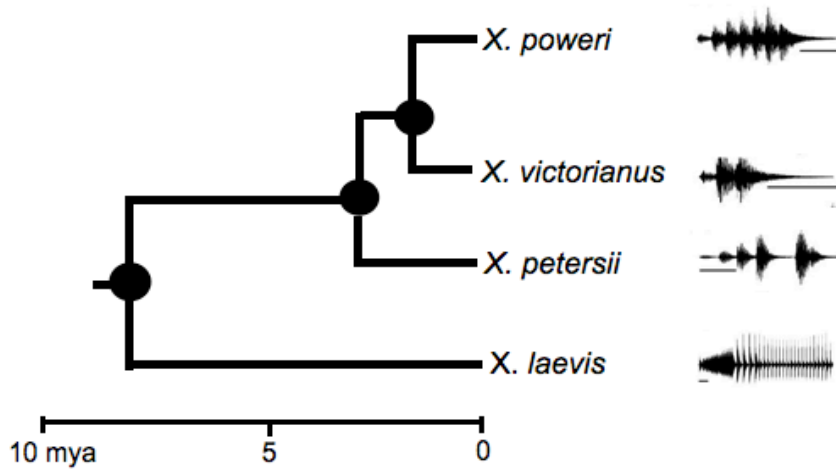 X. poweri
X. victorianus
X. petersii
X. laevis
10 mya 5 0